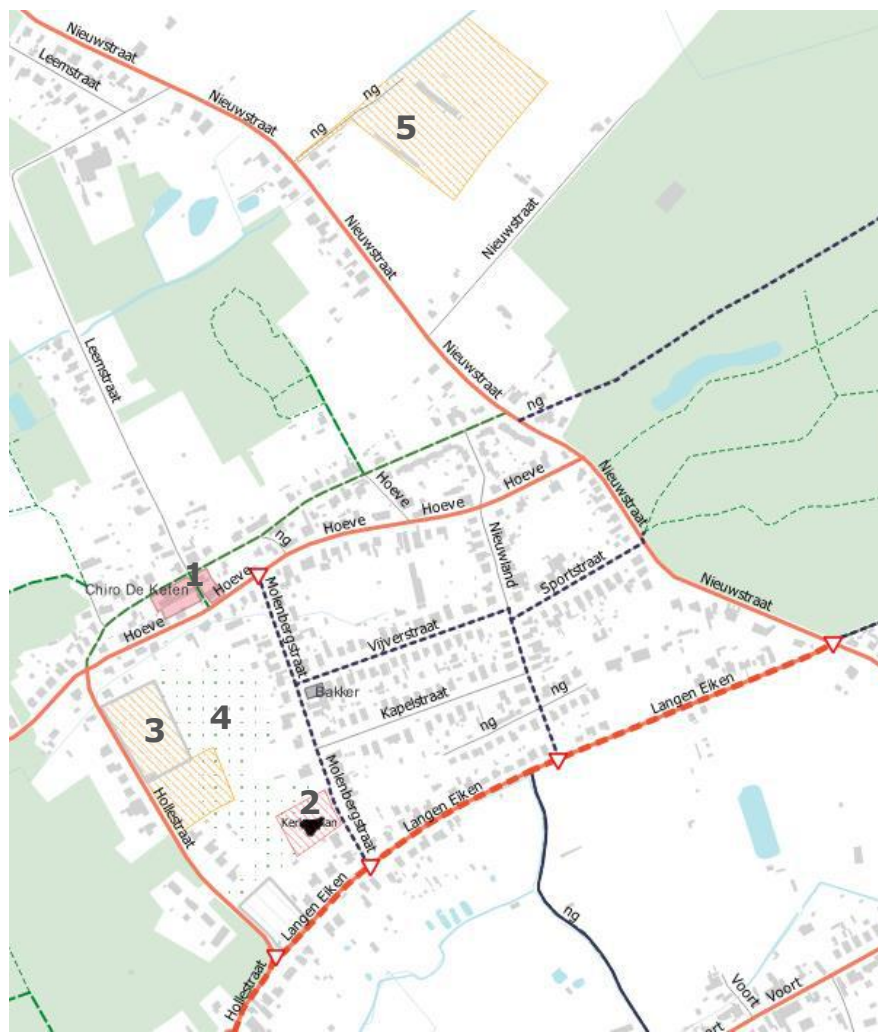 Nieuwstraat
Leemstraat
Nieuwstraat
ng
ng
5
Nieuwstraat
Nieuwstraat
Leemstraat
Nieuwstraat
ng
Hoeve
Hoeve
Hoeve
Hoeve
Nieuwstraat
ng
Nieuwland
Sportstraat
1
Chiro De Keten
Hoeve
Molenbergstraat
Nieuwstraat
Hoeve
Vijverstraat
Bakker
Kapelstraat
ng
ng
Langen Eiken
3
4
Molenbergstraat
2
Langen Eiken
Hollestraat
Langen Eiken
ng
Hollestraat
Voort
Voort